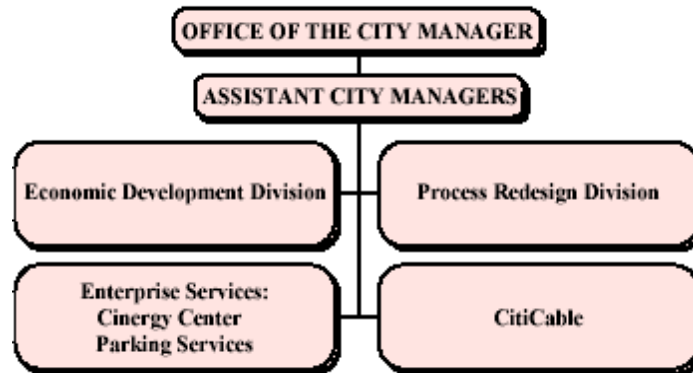 OFFICE OF THE CITY MANAGER
ASSISTANT CITY MANAGERS
Economic Development Division
Process Redesign Division
Enterprise Services:
Cinergy Center
Parking Services
CitiCable